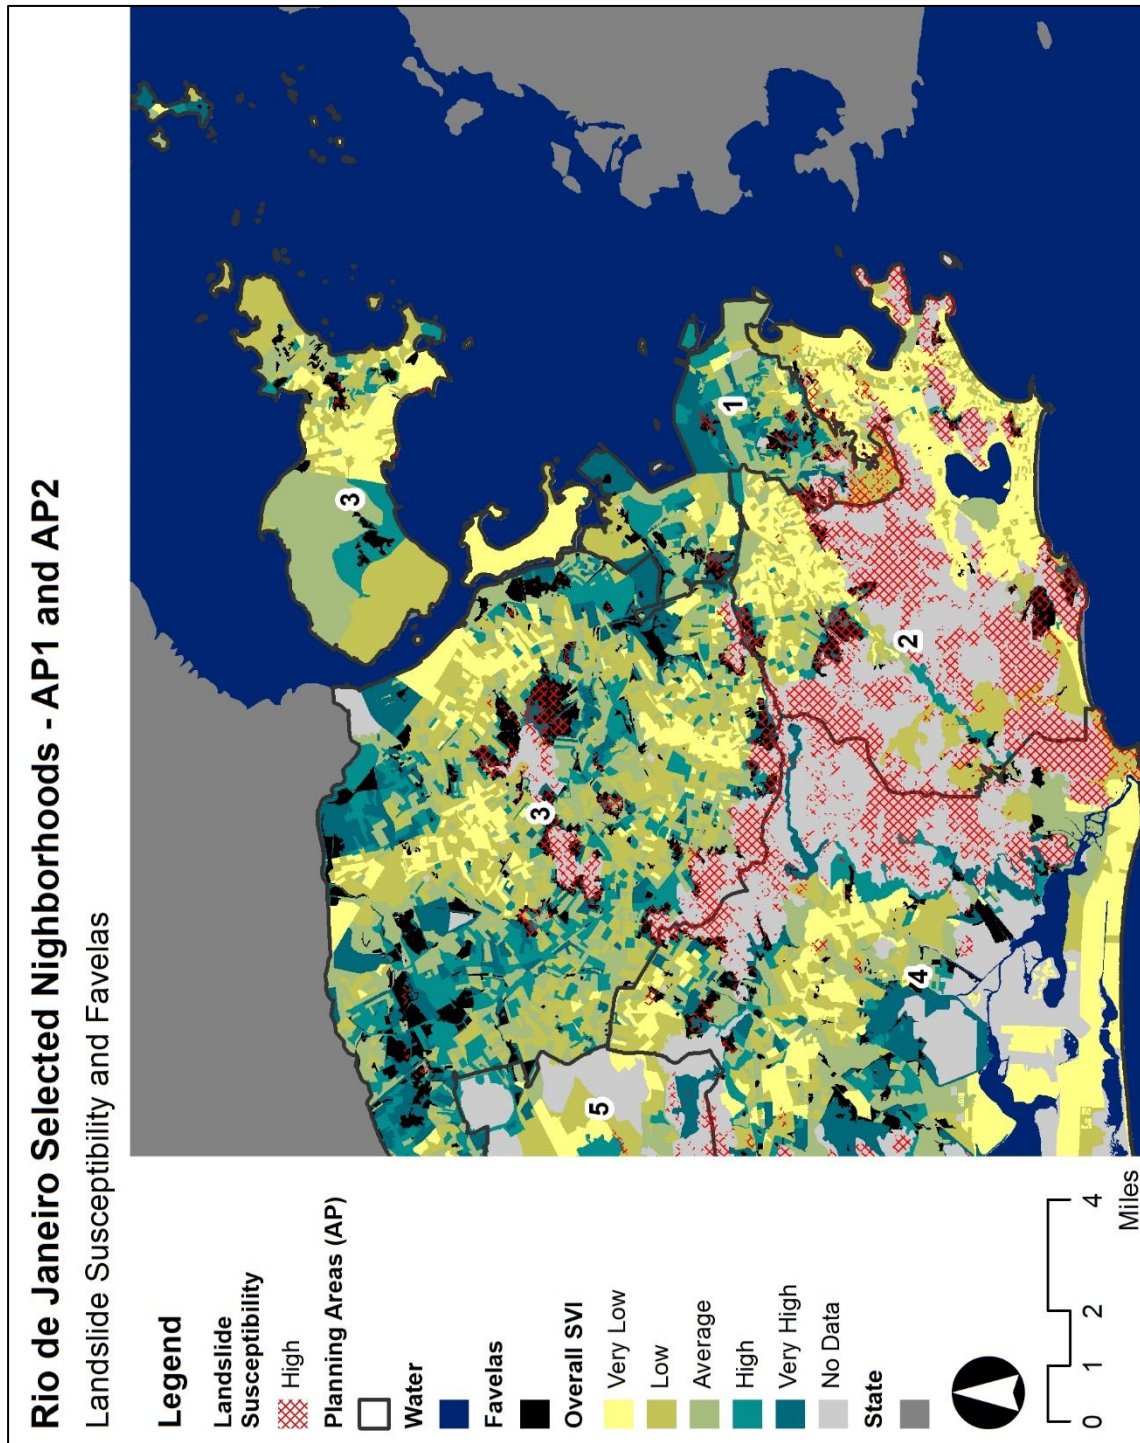 Rio de Janeiro Selected Nighborhoods - AP1 and AP2
Landslide Susceptibility and Favelas
Legend
Landslide
Susceptibility
High
Planning Areas (AP)
Water
Favelas
Overall SVI
Very Low
Low
Average
High
Very High
No Data
State
0 1 2 4
Miles
3
1
3
2
4
5